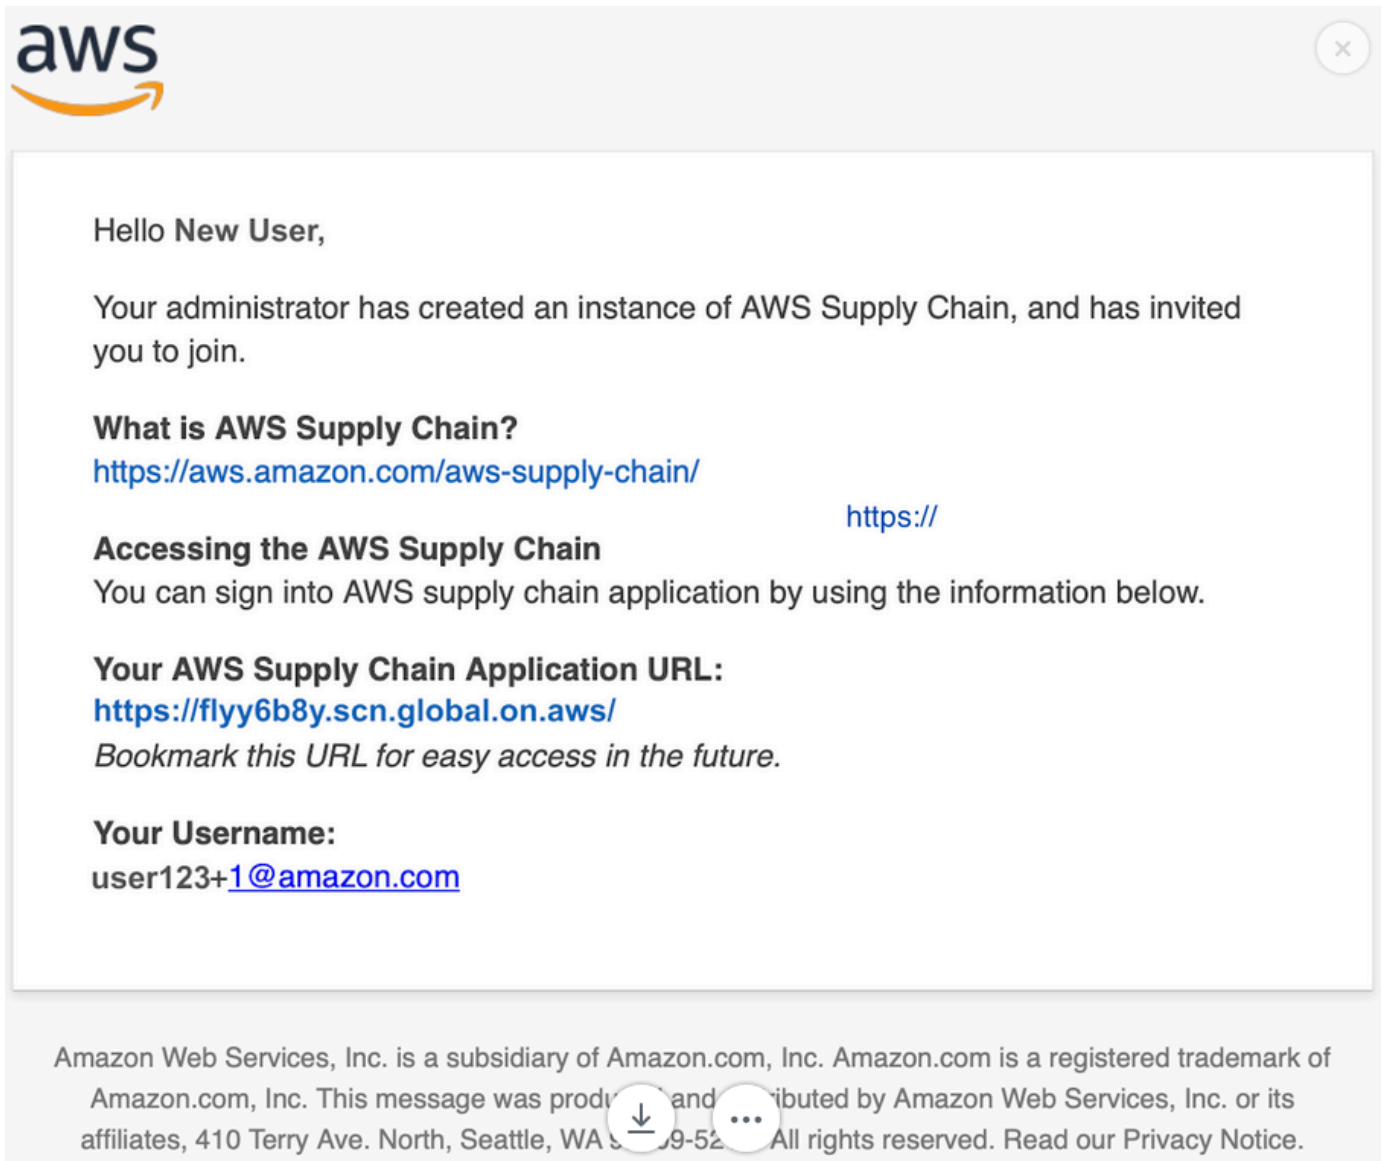 aws
Hello New User,
Your administrator has created an instance of AWS Supply Chain, and has invited
you to join.
What is AWS Supply Chain?
https://aws.amazon.com/aws-supply-chain/
https://
Accessing the AWS Supply Chain
You can sign into AWS supply chain application by using the information below.
Your AWS Supply Chain Application URL:
https://flyy6b8y.scn.global.on.aws/
Bookmark this URL for easy access in the future.
Your Username:
user123+1@amazon.com
Amazon Web Services, Inc. is a subsidiary of Amazon.com, Inc. Amazon.com is a registered trademark of
Amazon.com, Inc. This message was and by Amazon Web Services, Inc. or its
affiliates, 410 Terry Ave. North, Seattle, WA All rights reserved. Read our Privacy Notice.